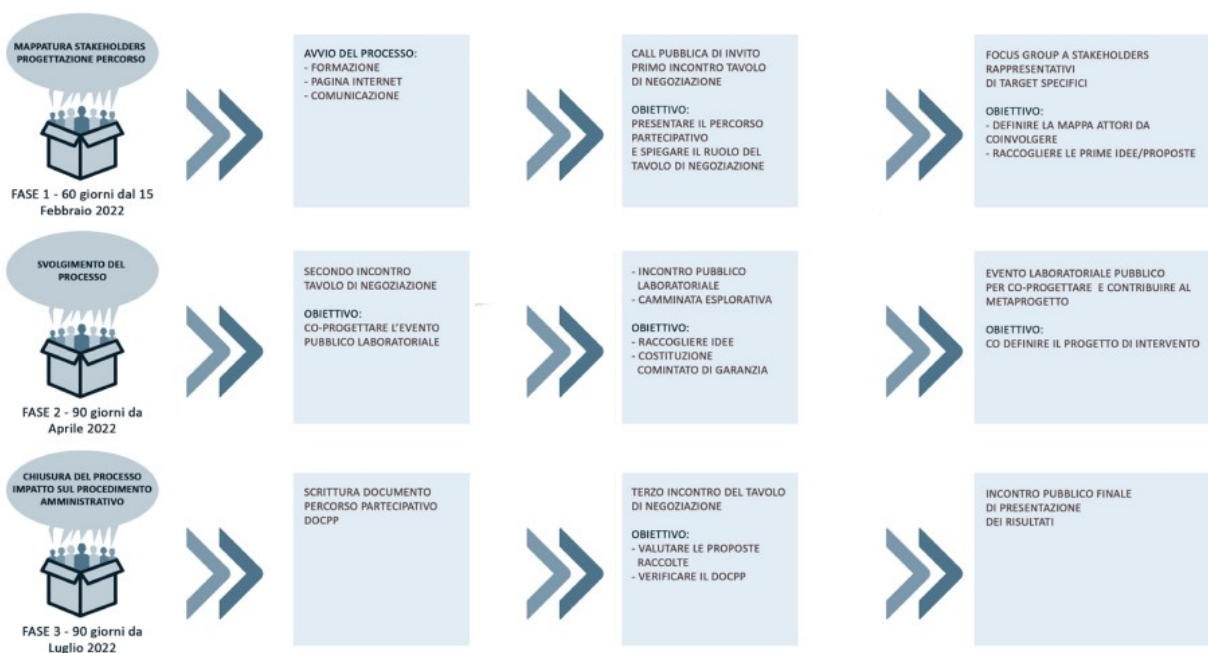 MAPPATURA STAKEHOLDERS
PROGETTAZIONE PERCORSO
FASE 1 - 60 giorni dal 15
Febbraio 2022
AVVIO DEL PROCESSO:
- FORMAZIONE
- PAGINA INTERNET
- COMUNICAZIONE
CALL PUBBLICA DI INVITO
PRIMO INCONTRO TAVOLO
DI NEGOZIAZIONE
OBIETTIVO:
PRESENTARE IL PERCORSO
PARTECIPATIVO
E SPIEGARE IL RUOLO DEL
TAVOLO DI NEGOZIAZIONE
FOCUS GROUP A STAKEHOLDERS
RAPPRESENTATIVI
DI TARGET SPECIFICI
OBIETTIVO:
- DEFINIRE LA MAPPA ATTORI DA
COINVOLGERE
- RACCOGLIERE LE PRIME IDEE/PROPOSTE
SVOLGIMENTO DEL
PROCESSO
FASE 2 - 90 giorni da
Aprile 2022
SECONDO INCONTRO
TAVOLO DI NEGOZIAZIONE
OBIETTIVO:
CO-PROGETTARE L'EVENTO
PUBBLICO LABORATORIALE
- INCONTRO PUBBLICO
LABORATORIALE
- CAMMINATA ESPLORATIVA
OBIETTIVO:
- RACCOGLIERE IDEE
- COSTITUZIONE
COMINTATO DI GARANZIA
EVENTO LABORATORIALE PUBBLICO
PER CO-PROGETTARE E CONTRIBUIRE AL
METAPROGETTO
OBIETTIVO:
CO DEFINIRE IL PROGETTO DI INTERVENTO
CHIUSURA DEL PROCESSO
IMPATTO SUL PROCEDIMENTO
AMMINISTRATIVO
FASE 3 - 90 giorni da
Luglio 2022
SCRITTURA DOCUMENTO
PERCORSO PARTECIPATIVO
DOCPP
TERZO INCONTRO DEL TAVOLO
DI NEGOZIAZIONE
OBIETTIVO:
- VALUTARE LE PROPOSTE
RACCOLTE
- VERIFICARE IL DOCPP
INCONTRO PUBBLICO FINALE
DI PRESENTAZIONE
DEI RISULTATI